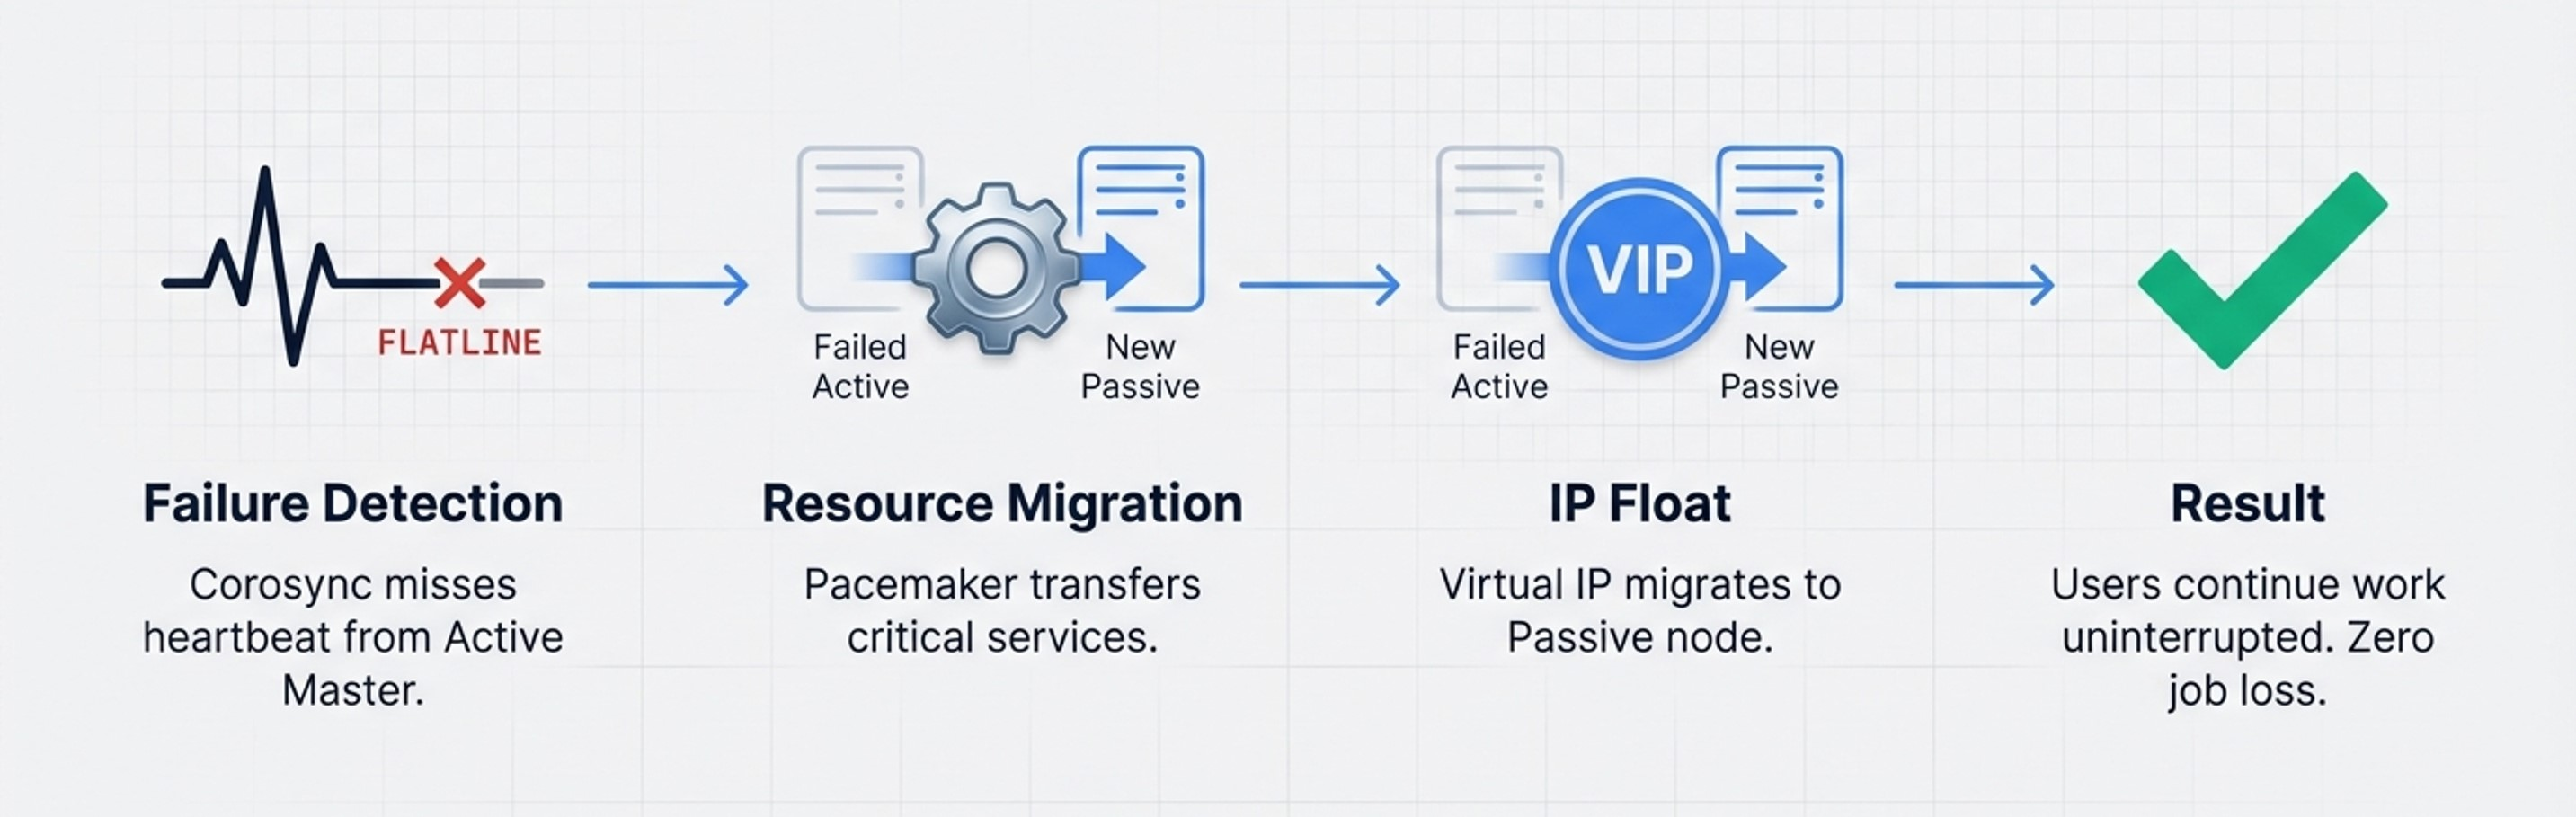 FLATLINE
Failed
Active
New
Passive
VIP
Failed
Active
New
Passive
Failure Detection
Corosync misses
heartbeat from Active
Master.
Resource Migration
Pacemaker transfers
critical services.
IP Float
Virtual IP migrates to
Passive node.
Result
Users continue work
uninterrupted. Zero
job loss.